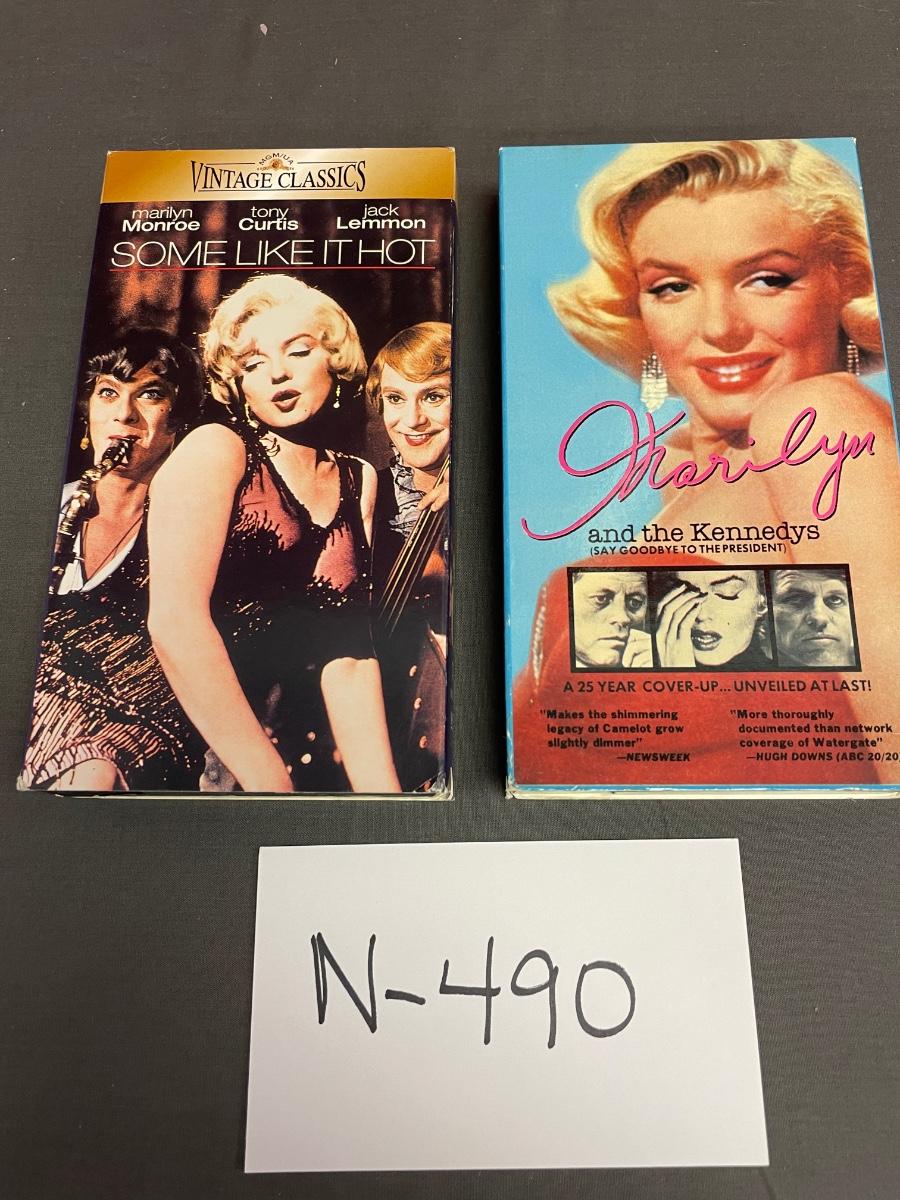 MGM/UA
VINTAGE CLASSICS
marilyn tony jack
Monroe Curtis Lemmon
SOME LIKE IT HOT
Marilyn
and the Kennedys
(SAY GOODBYE TO THE PRESIDENT)
A 25 YEAR COVER-UP... UNVEILED AT LAST!
"Makes the shimmering
legacy of Camelot grow
slightly dimmer"
—NEWSWEEK
"More thoroughly
documented than network
coverage of Watergate"
—HUGH DOWNS (ABC 20/20)
N-490